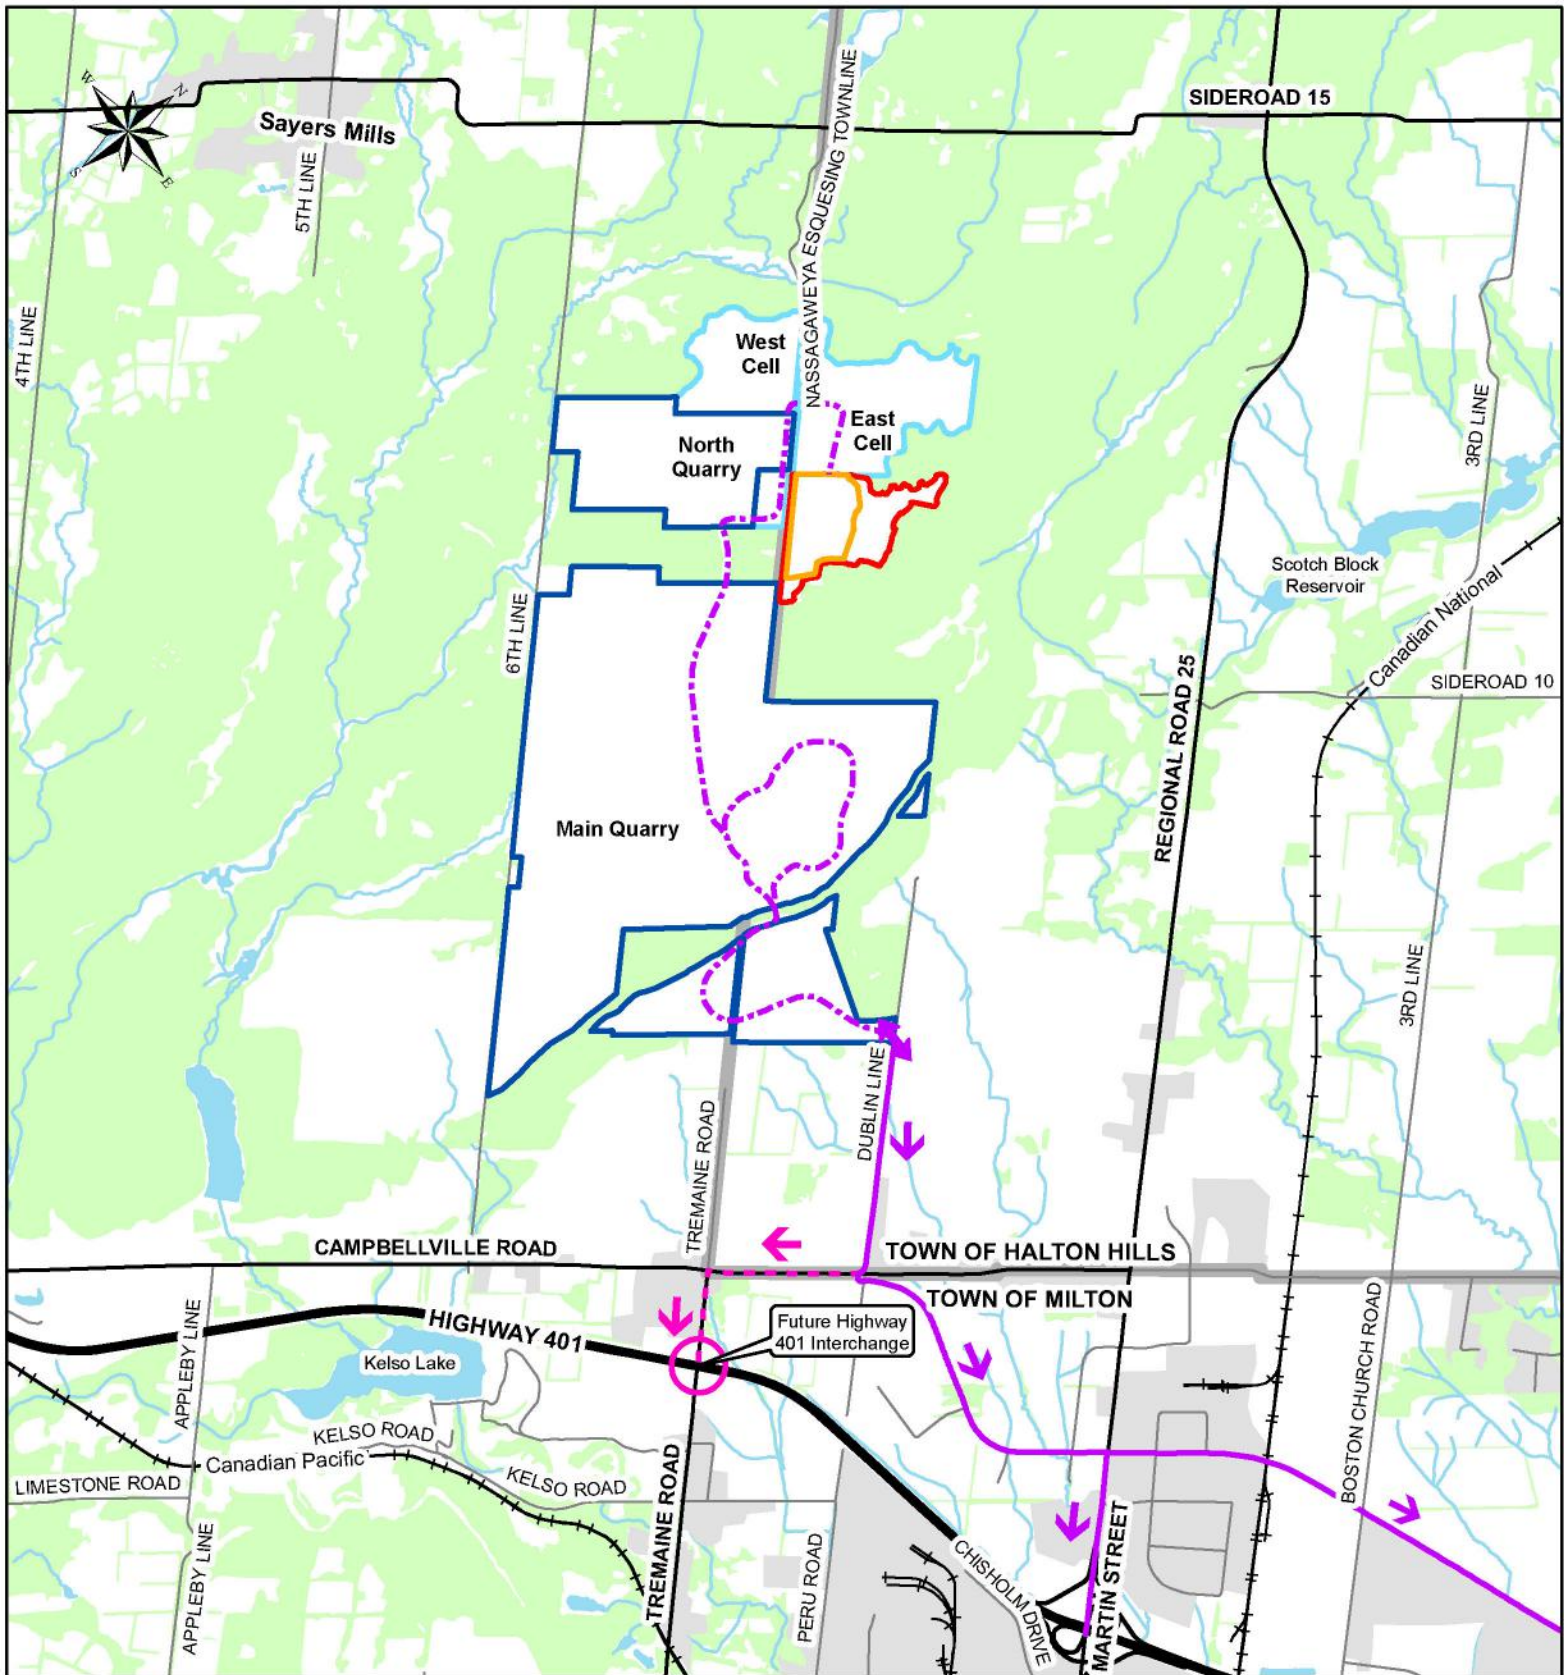 W
N
S
E
Sayers Mills
SIDEROAD 15
5TH LINE
NASSAGAWEYA ESQUESING TOWNLINE
4TH LINE
West
Cell
East
Cell
North
Quarry
3RD LINE
Scotch Block
Reservoir
Canadian National
6TH LINE
SIDEROAD 10
REGIONAL ROAD 25
Main Quarry
3RD LINE
DUBLIN LINE
TREMAINE ROAD
CAMPBELLVILLE ROAD
TOWN OF HALTON HILLS
TOWN OF MILTON
HIGHWAY 401
Future Highway
401 Interchange
APPLEBY LINE
Kelso Lake
BOSTON CHURCH ROAD
KELSO ROAD
Canadian Pacific
LIMESTONE ROAD
KELSO ROAD
TREMAINE ROAD
APPLEBY LINE
PERU ROAD
CHISHOLM DRIVE
MARTIN STREET